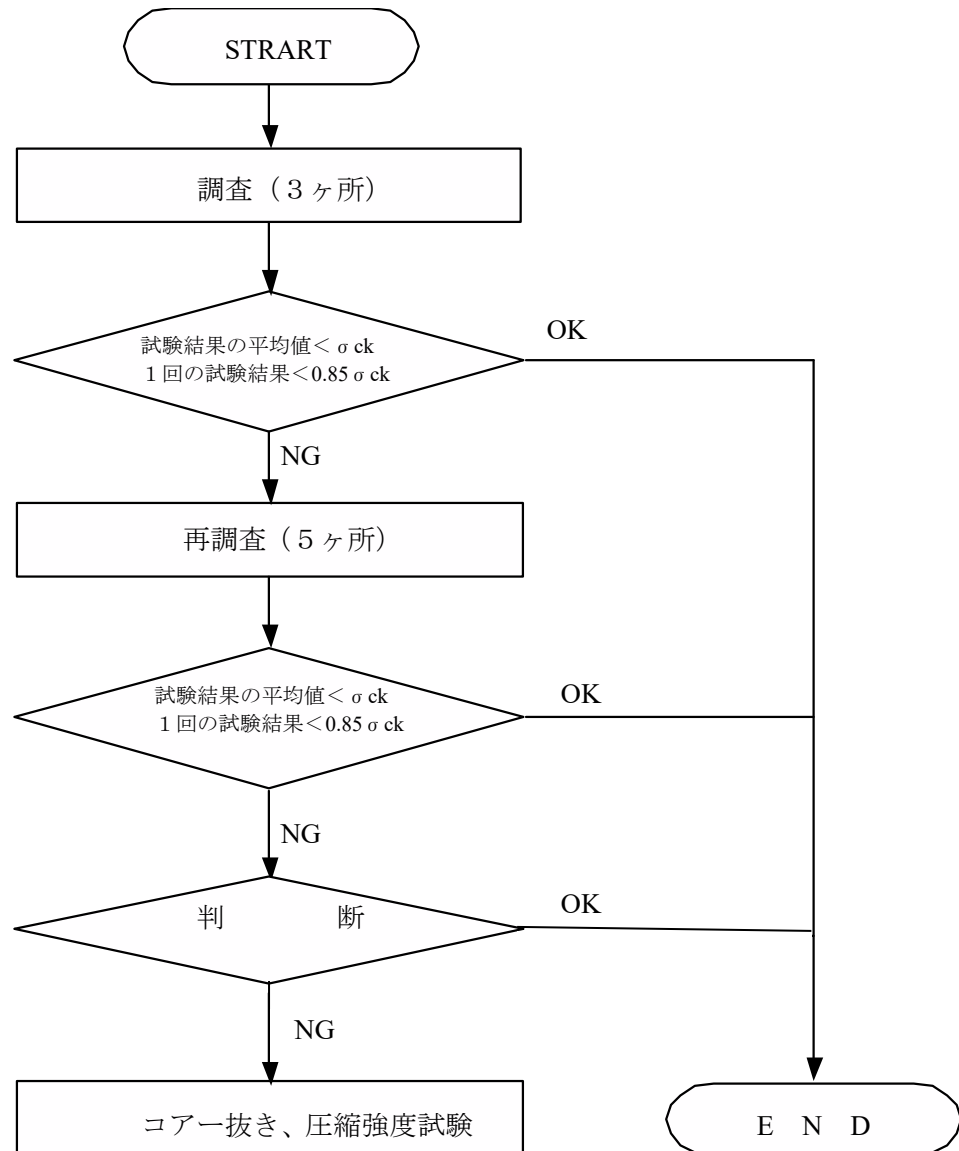 STRART
調査（３ヶ所）
試験結果の平均値＜σck
１回の試験結果＜0.85σck
OK
NG
再調査（５ヶ所）
試験結果の平均値＜σck
１回の試験結果＜0.85σck
OK
NG
判　断
OK
NG
コアー抜き、圧縮強度試験
E N D